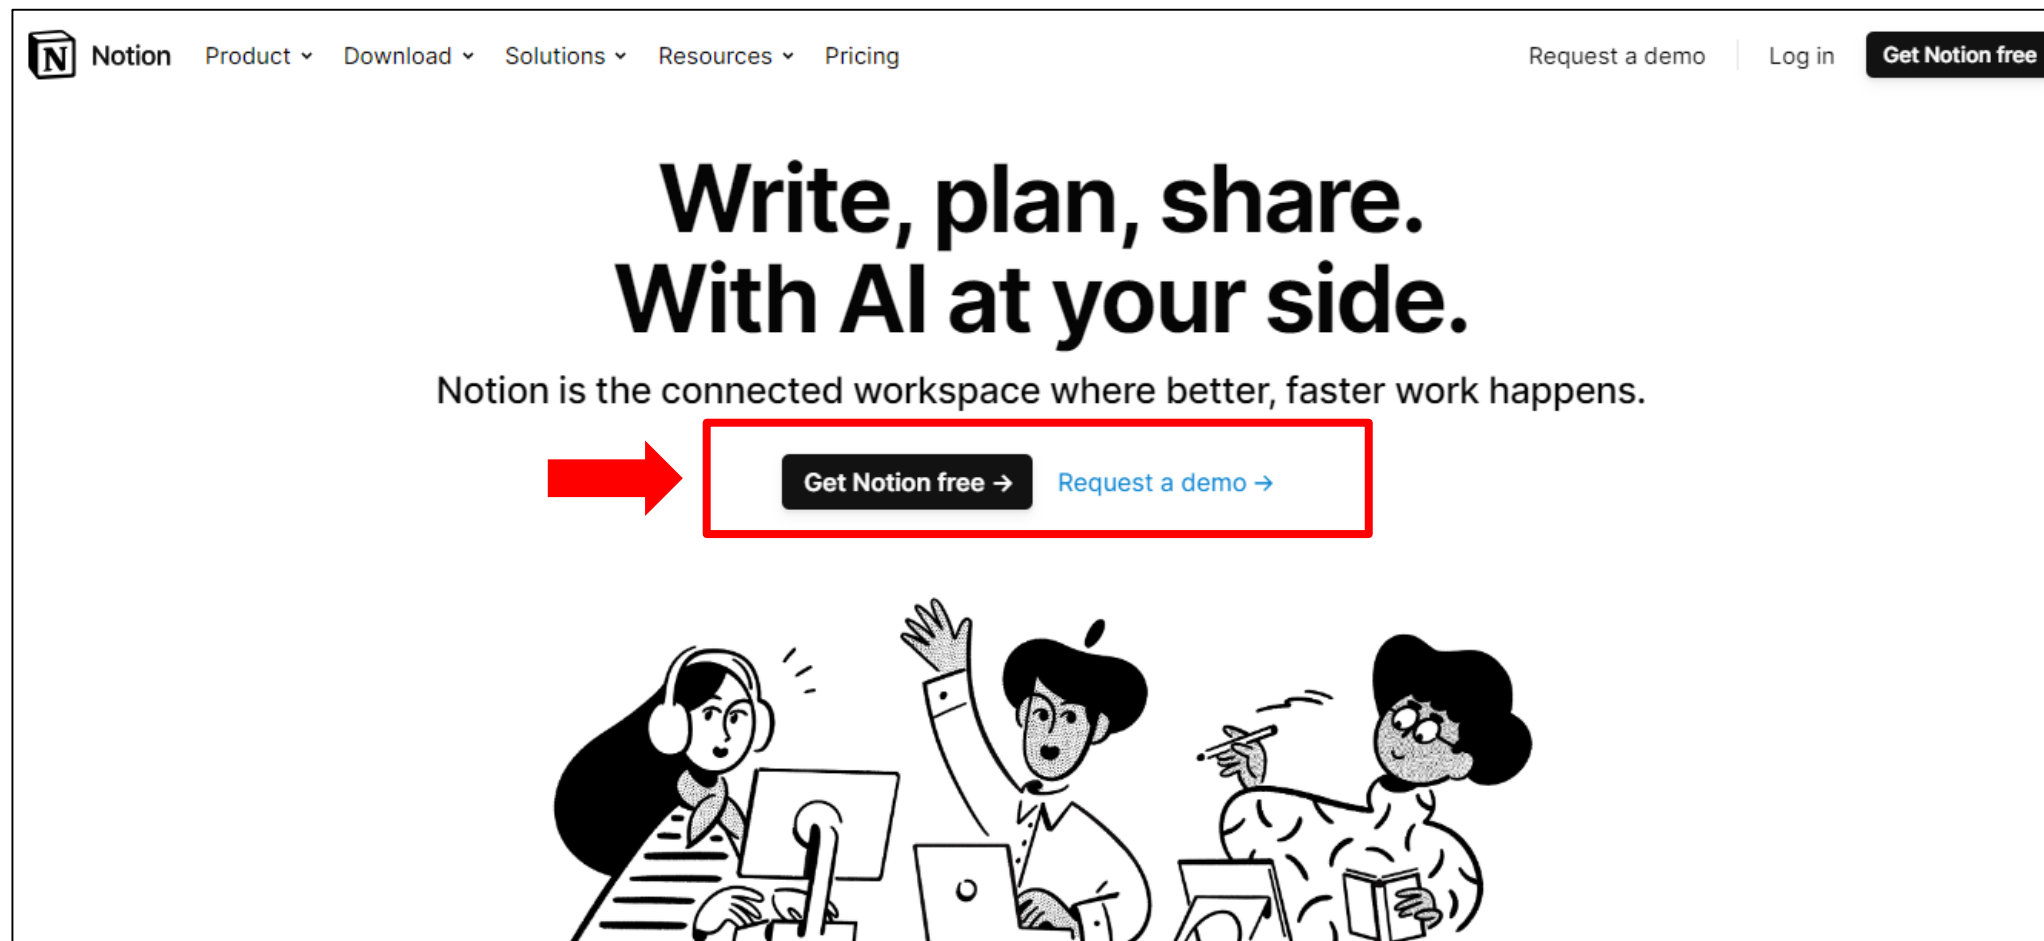 N Notion Product Download Solutions Resources Pricing Request a demo Log in Get Notion free
Write, plan, share.
With AI at your side.
Notion is the connected workspace where better, faster work happens.
Get Notion free → Request a demo →